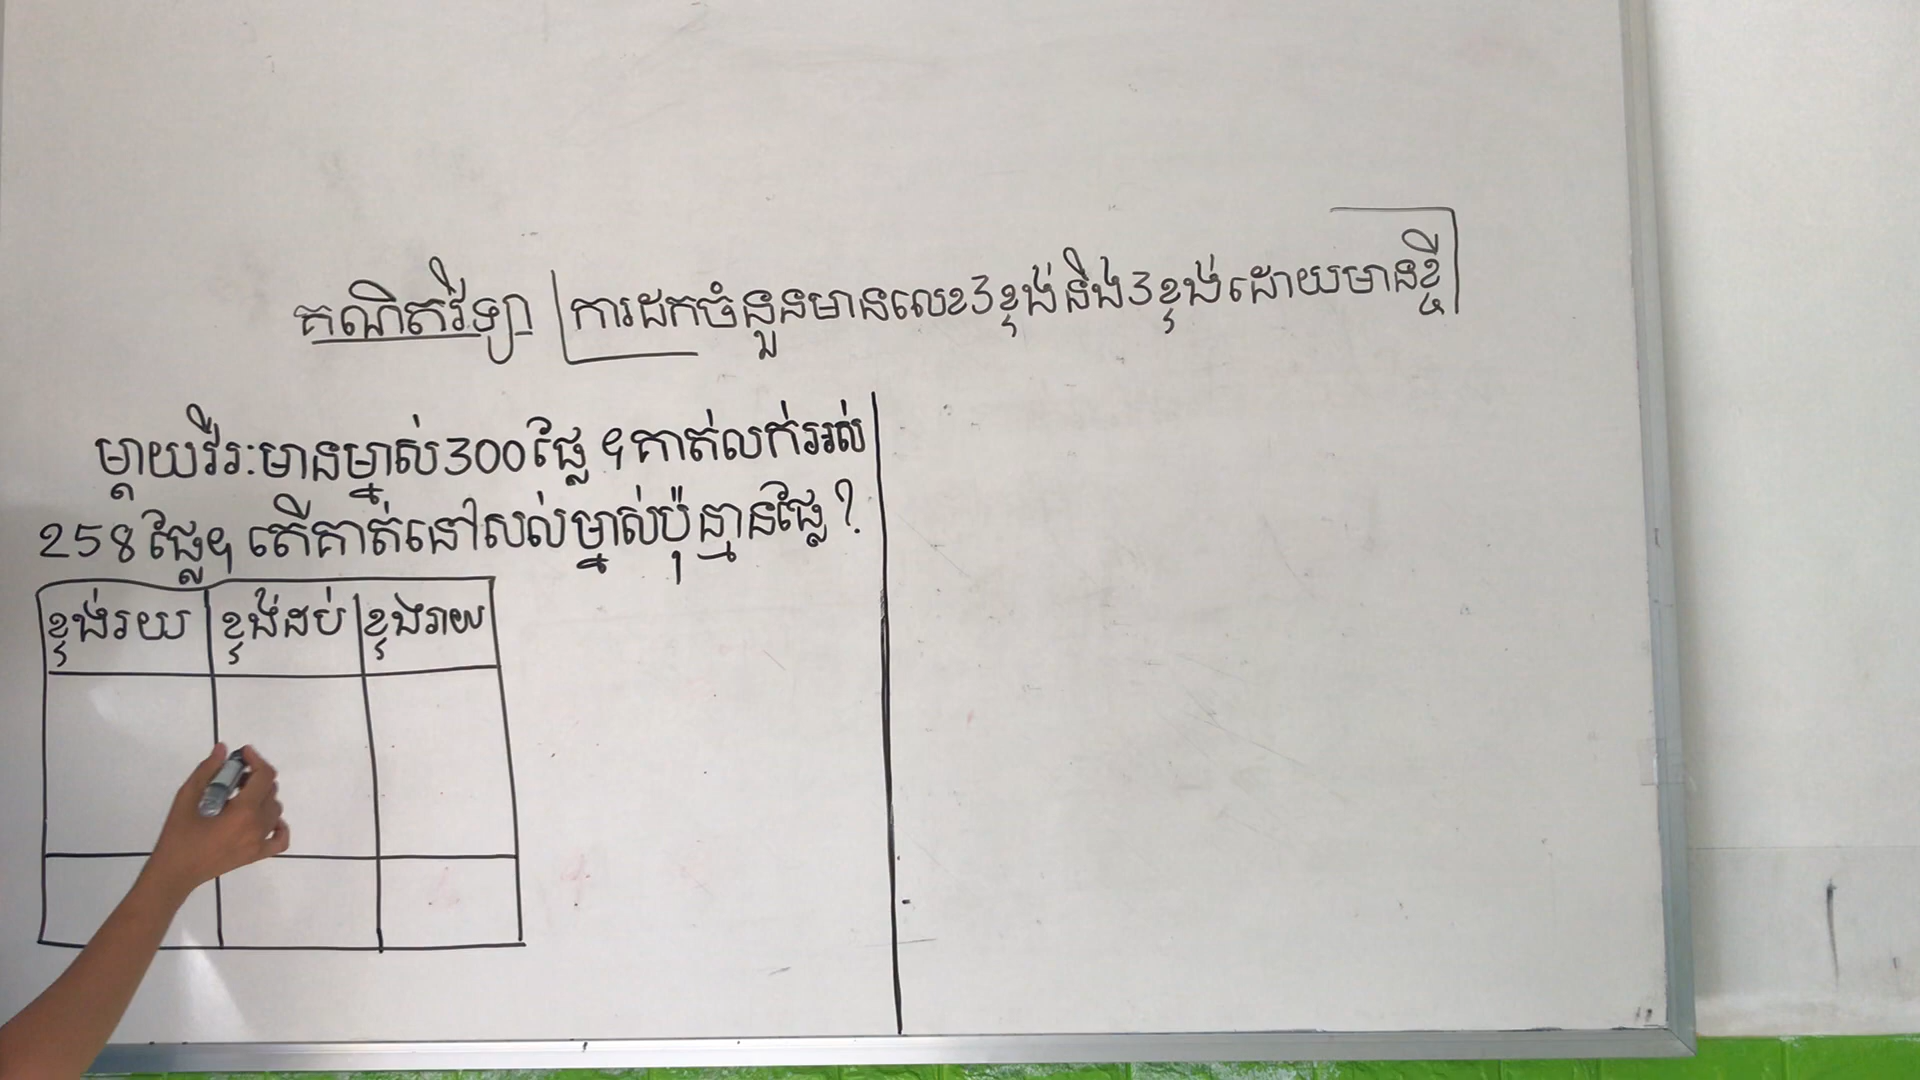 គណិតវិទ្យា ការដកចំនួនមានលេខ3ខ្ទង់នឹង3ខ្ទង់ដោយមានខ្ចី
ម្ដាយវីរៈមានម្នាស់300ផ្លែ ។ គាត់លក់អស់
258ផ្លែ។ តើគាត់នៅសល់ម្នាស់ប៉ុន្មានផ្លែ?
ខ្ទង់រយ ខ្ទង់ដប់ ខ្ទង់រាយ